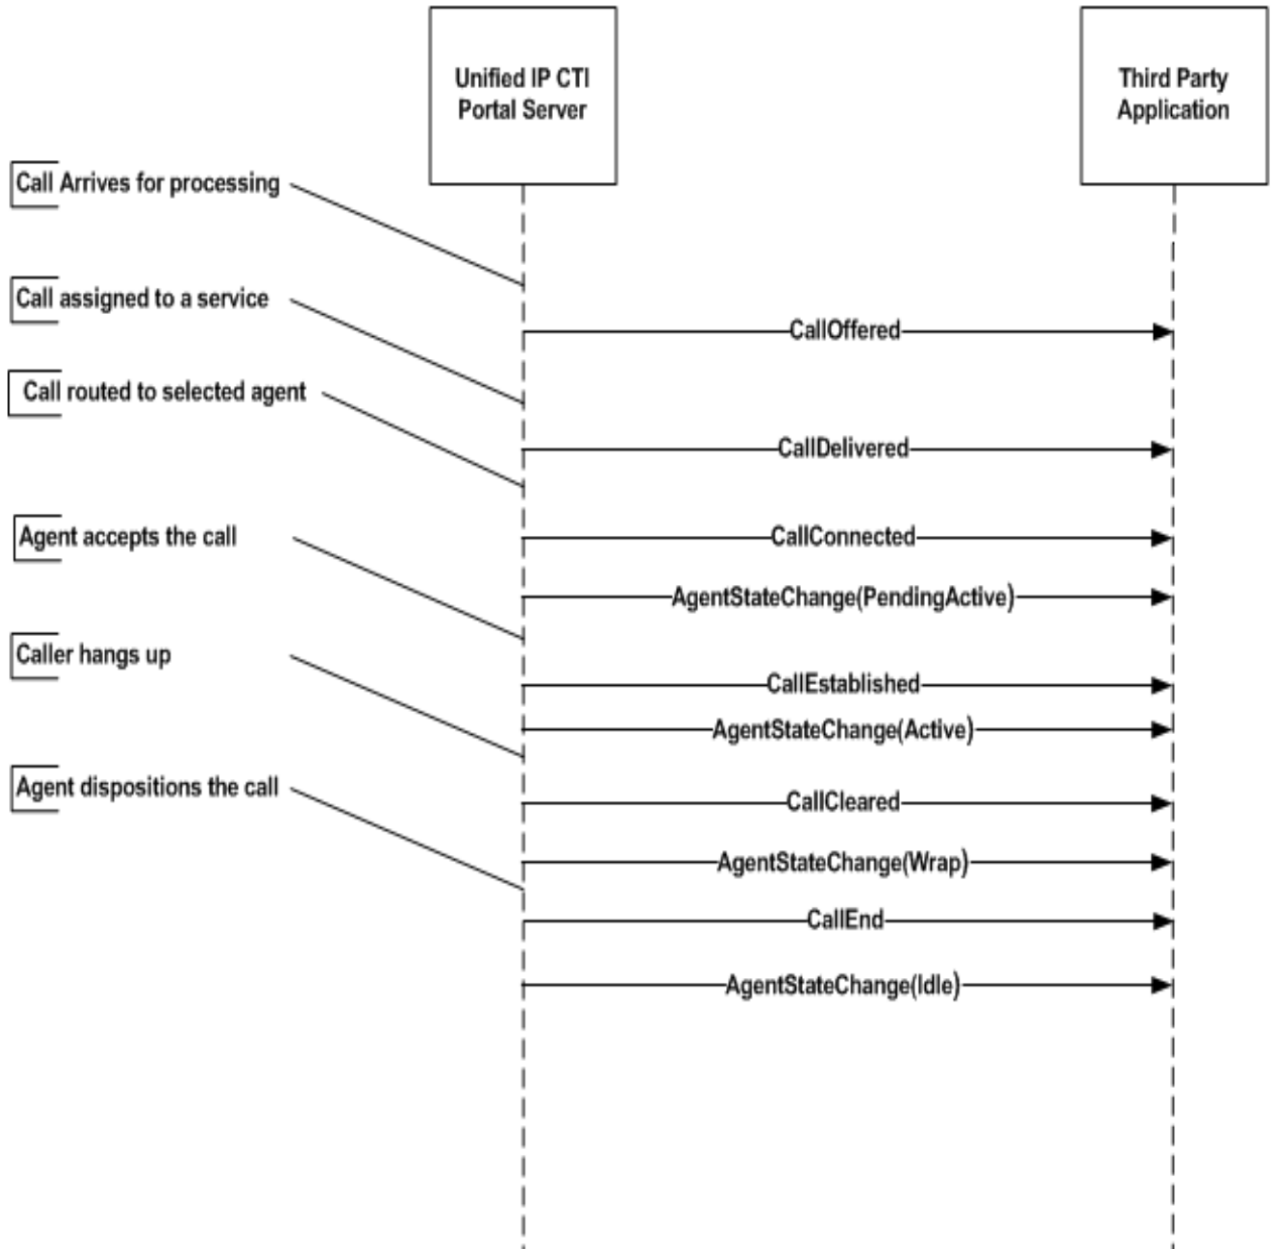 Unified IP CTI
Portal Server
Third Party
Application
Call Arrives for processing
Call assigned to a service
CallOffered
Call routed to selected agent
CallDelivered
Agent accepts the call
CallConnected
AgentStateChange(PendingActive)
Caller hangs up
CallEstablished
AgentStateChange(Active)
Agent dispositions the call
CallCleared
AgentStateChange(Wrap)
CallEnd
AgentStateChange(Idle)